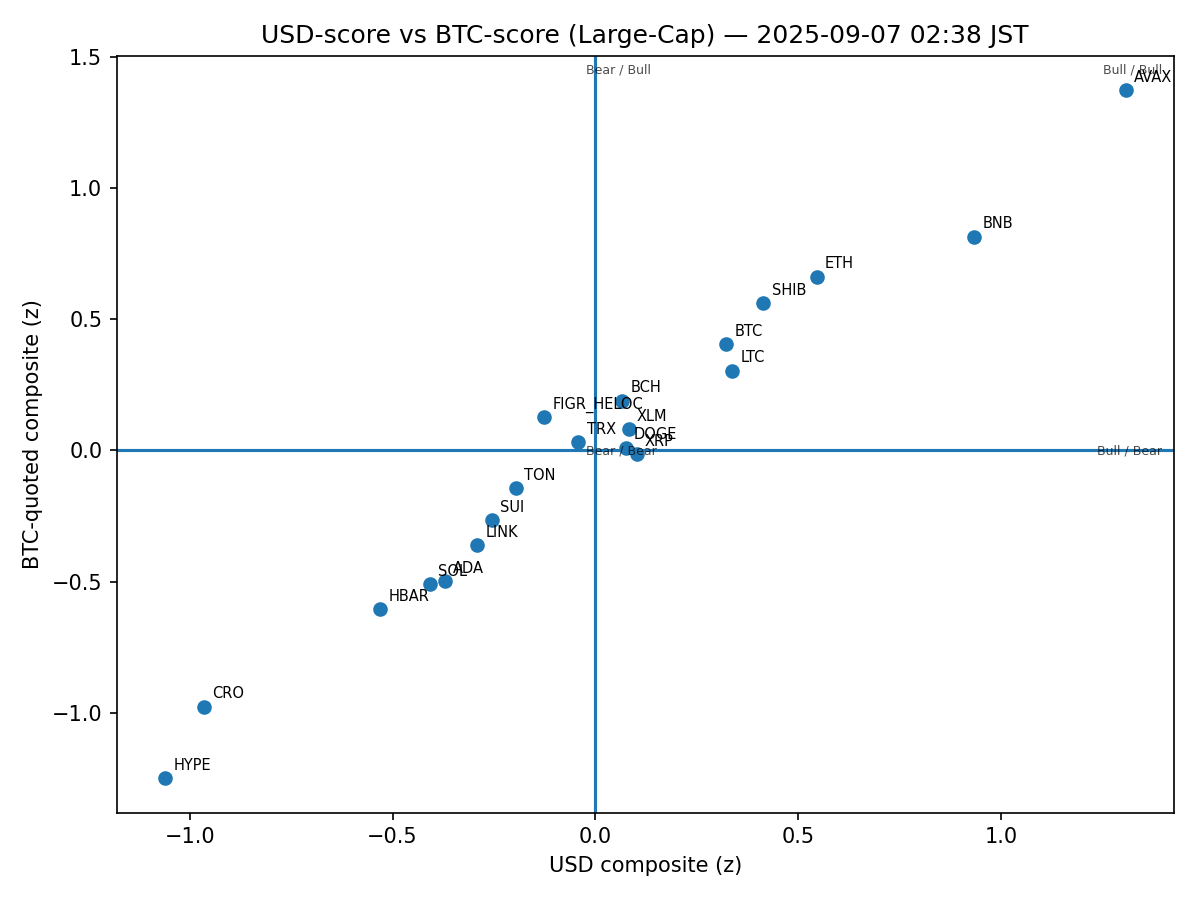 USD-score vs BTC-score (Large-Cap) — 2025-09-07 02:38 JST
Bear / Bull
Bull / Bull
AVAX
BNB
ETH
SHIB
BTC
LTC
BCH
FIGR_HELOC
XLM
TRX
DOGE
XRP
Bear / Bear
Bull / Bear
TON
SUI
LINK
SOL
ADA
HBAR
CRO
HYPE
1.5
1.0
0.5
0.0
−0.5
−1.0
BTC-quoted composite (z)
−1.0
−0.5
0.0
0.5
1.0
USD composite (z)